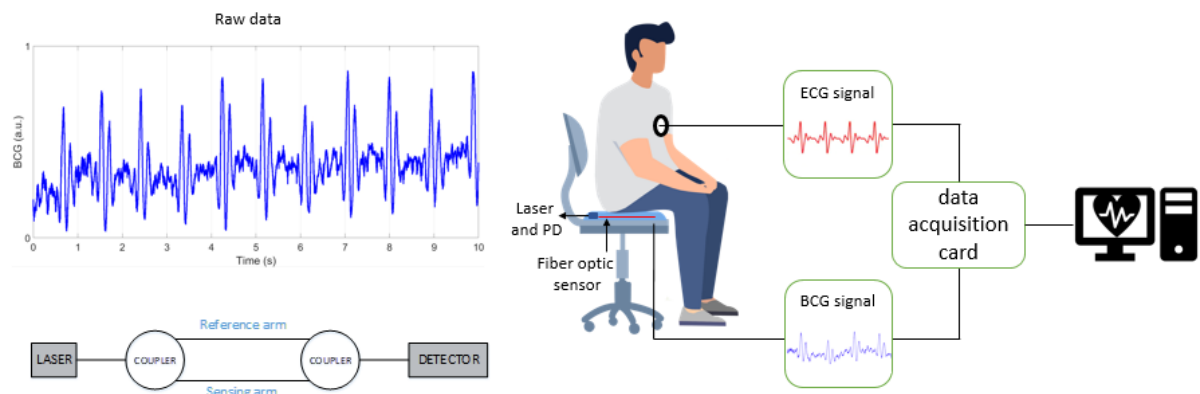 Raw data
1
BCG (a.u.)
0
0 1 2 3 4 5 6 7 8 9 10
Time (s)
LASER
COUPLER
Reference arm
Sensing arm
COUPLER
DETECTOR
Laser
and PD
Fiber optic
sensor
ECG signal
BCG signal
data
acquisition
card